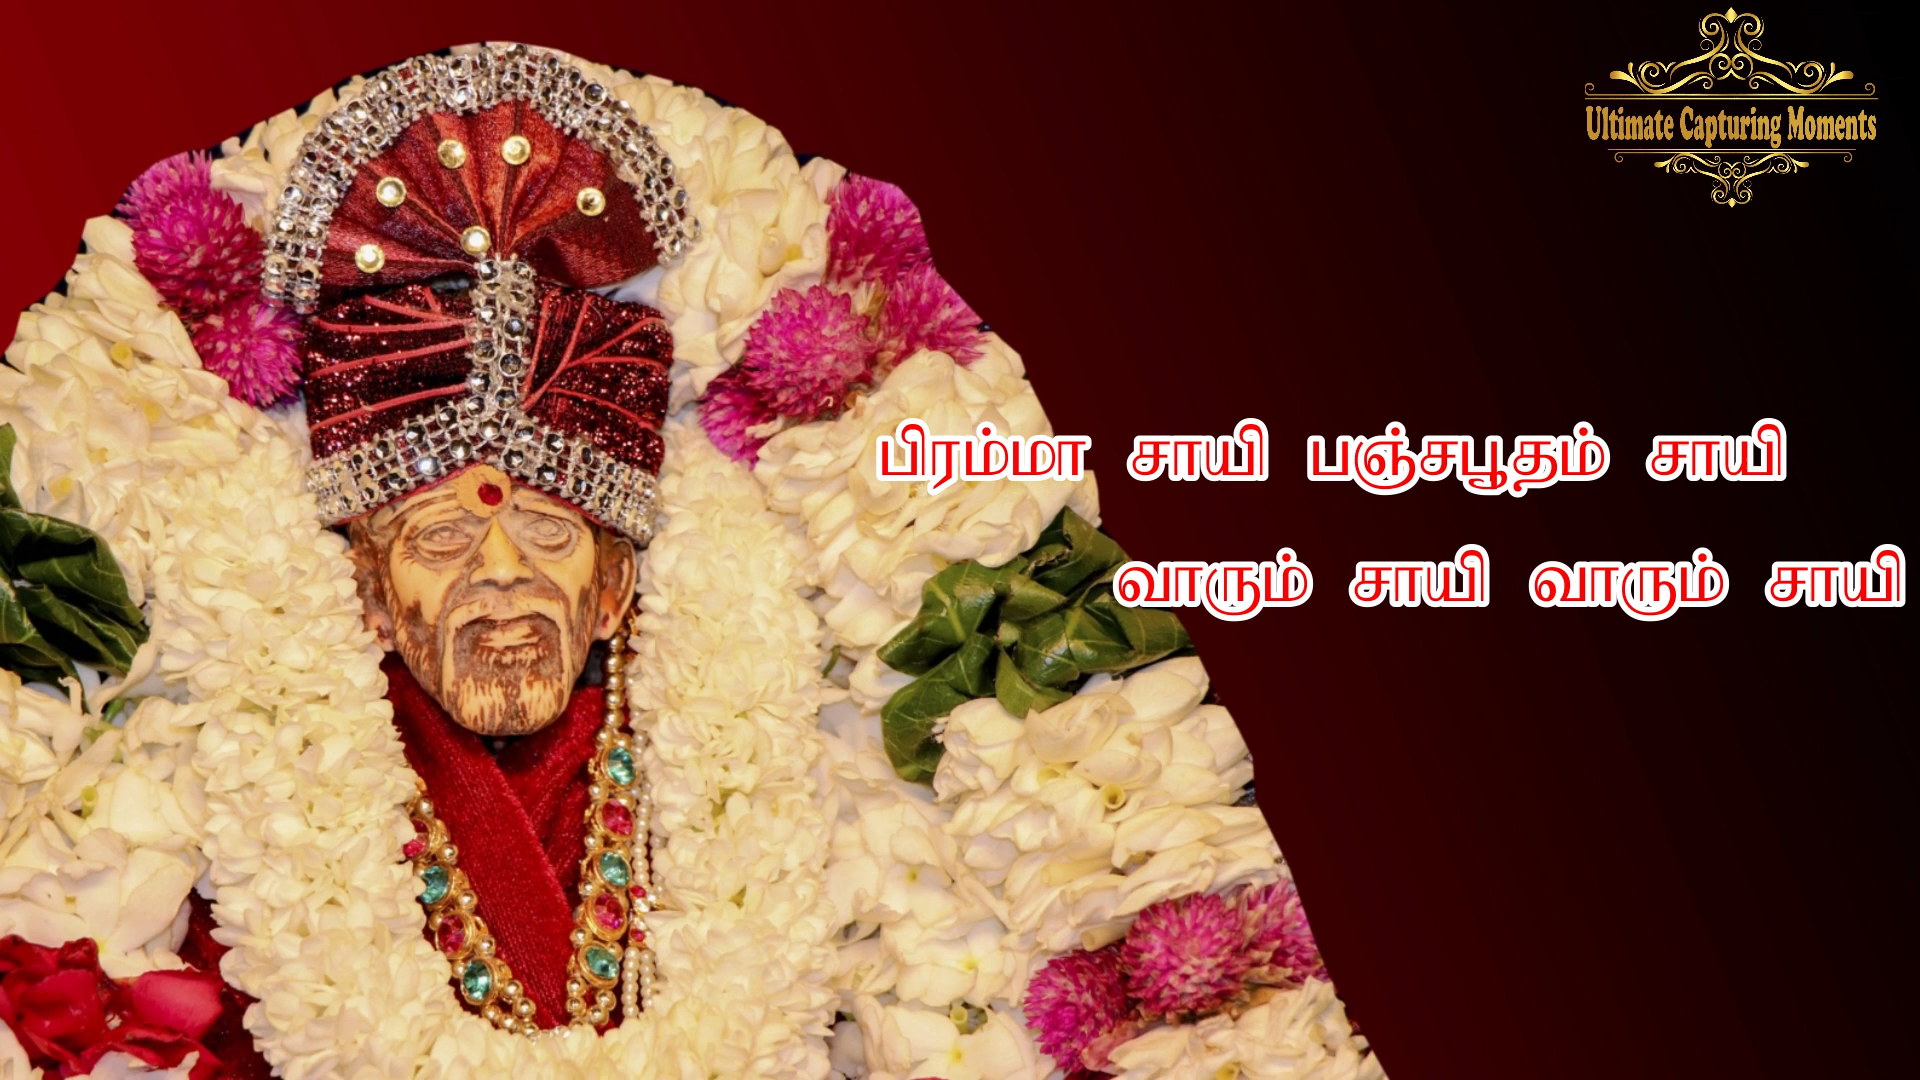 Ultimate Capturing Moments
பிரம்மா சாயி பஞ்சபூதம் சாயி
வாரும் சாயி வாரும் சாயி